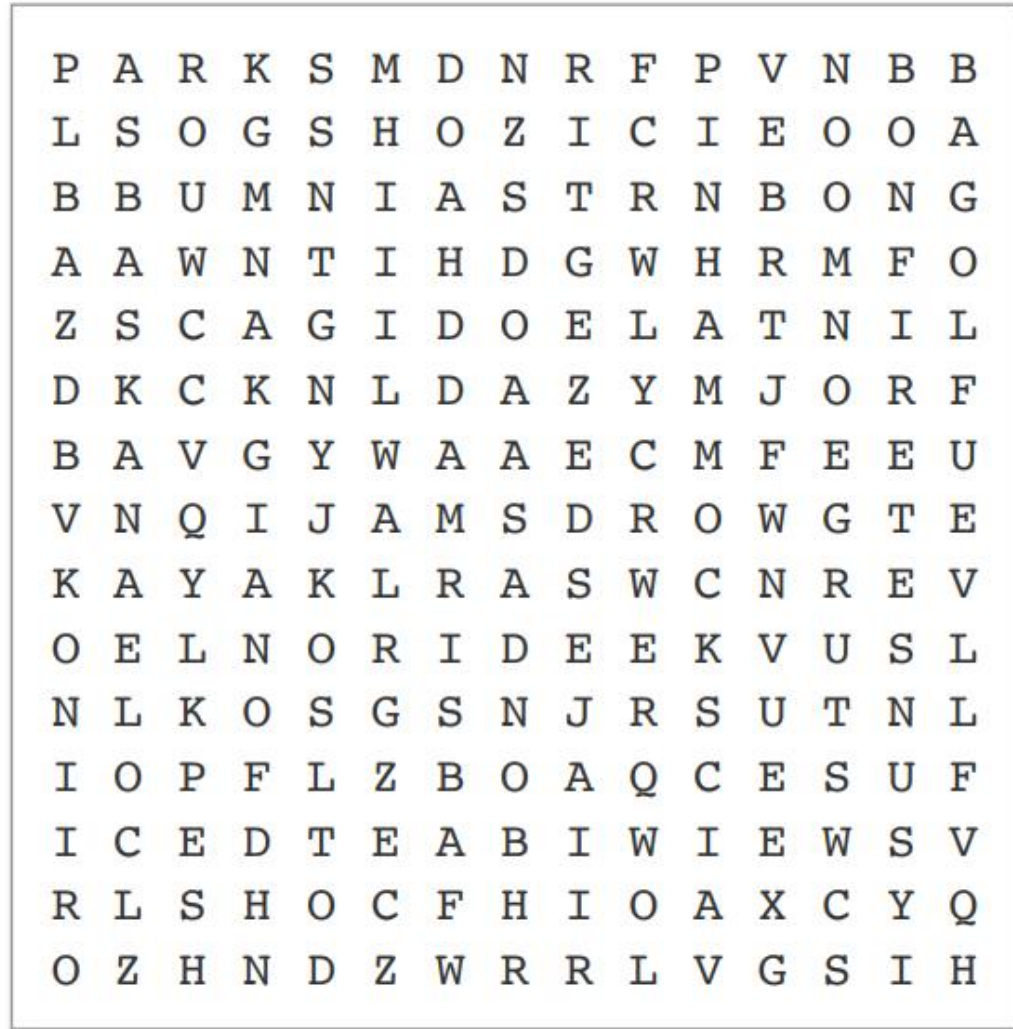 P A R K S M D N R F P V N B B
L S O G S H O Z I C I E O O A
B B U M N I A S T R N B O N G
A A W N T I H D G W H R M F O
Z S C A G I D O E L A T N I L
D K C K N L D A Z Y M J O R F
B A V G Y W A A E C M F E E U
V N Q I J A M S D R O W G T E
K A Y A K L R A S W C N R E V
O E L N O R I D E E K V U S L
N L K O S G S N J R S U T N L
I O P F L Z B O A Q C E S U F
I C E D T E A B I W I E W S V
R L S H O C F H I O A X C Y Q
O Z H N D Z W R R L V G S I H